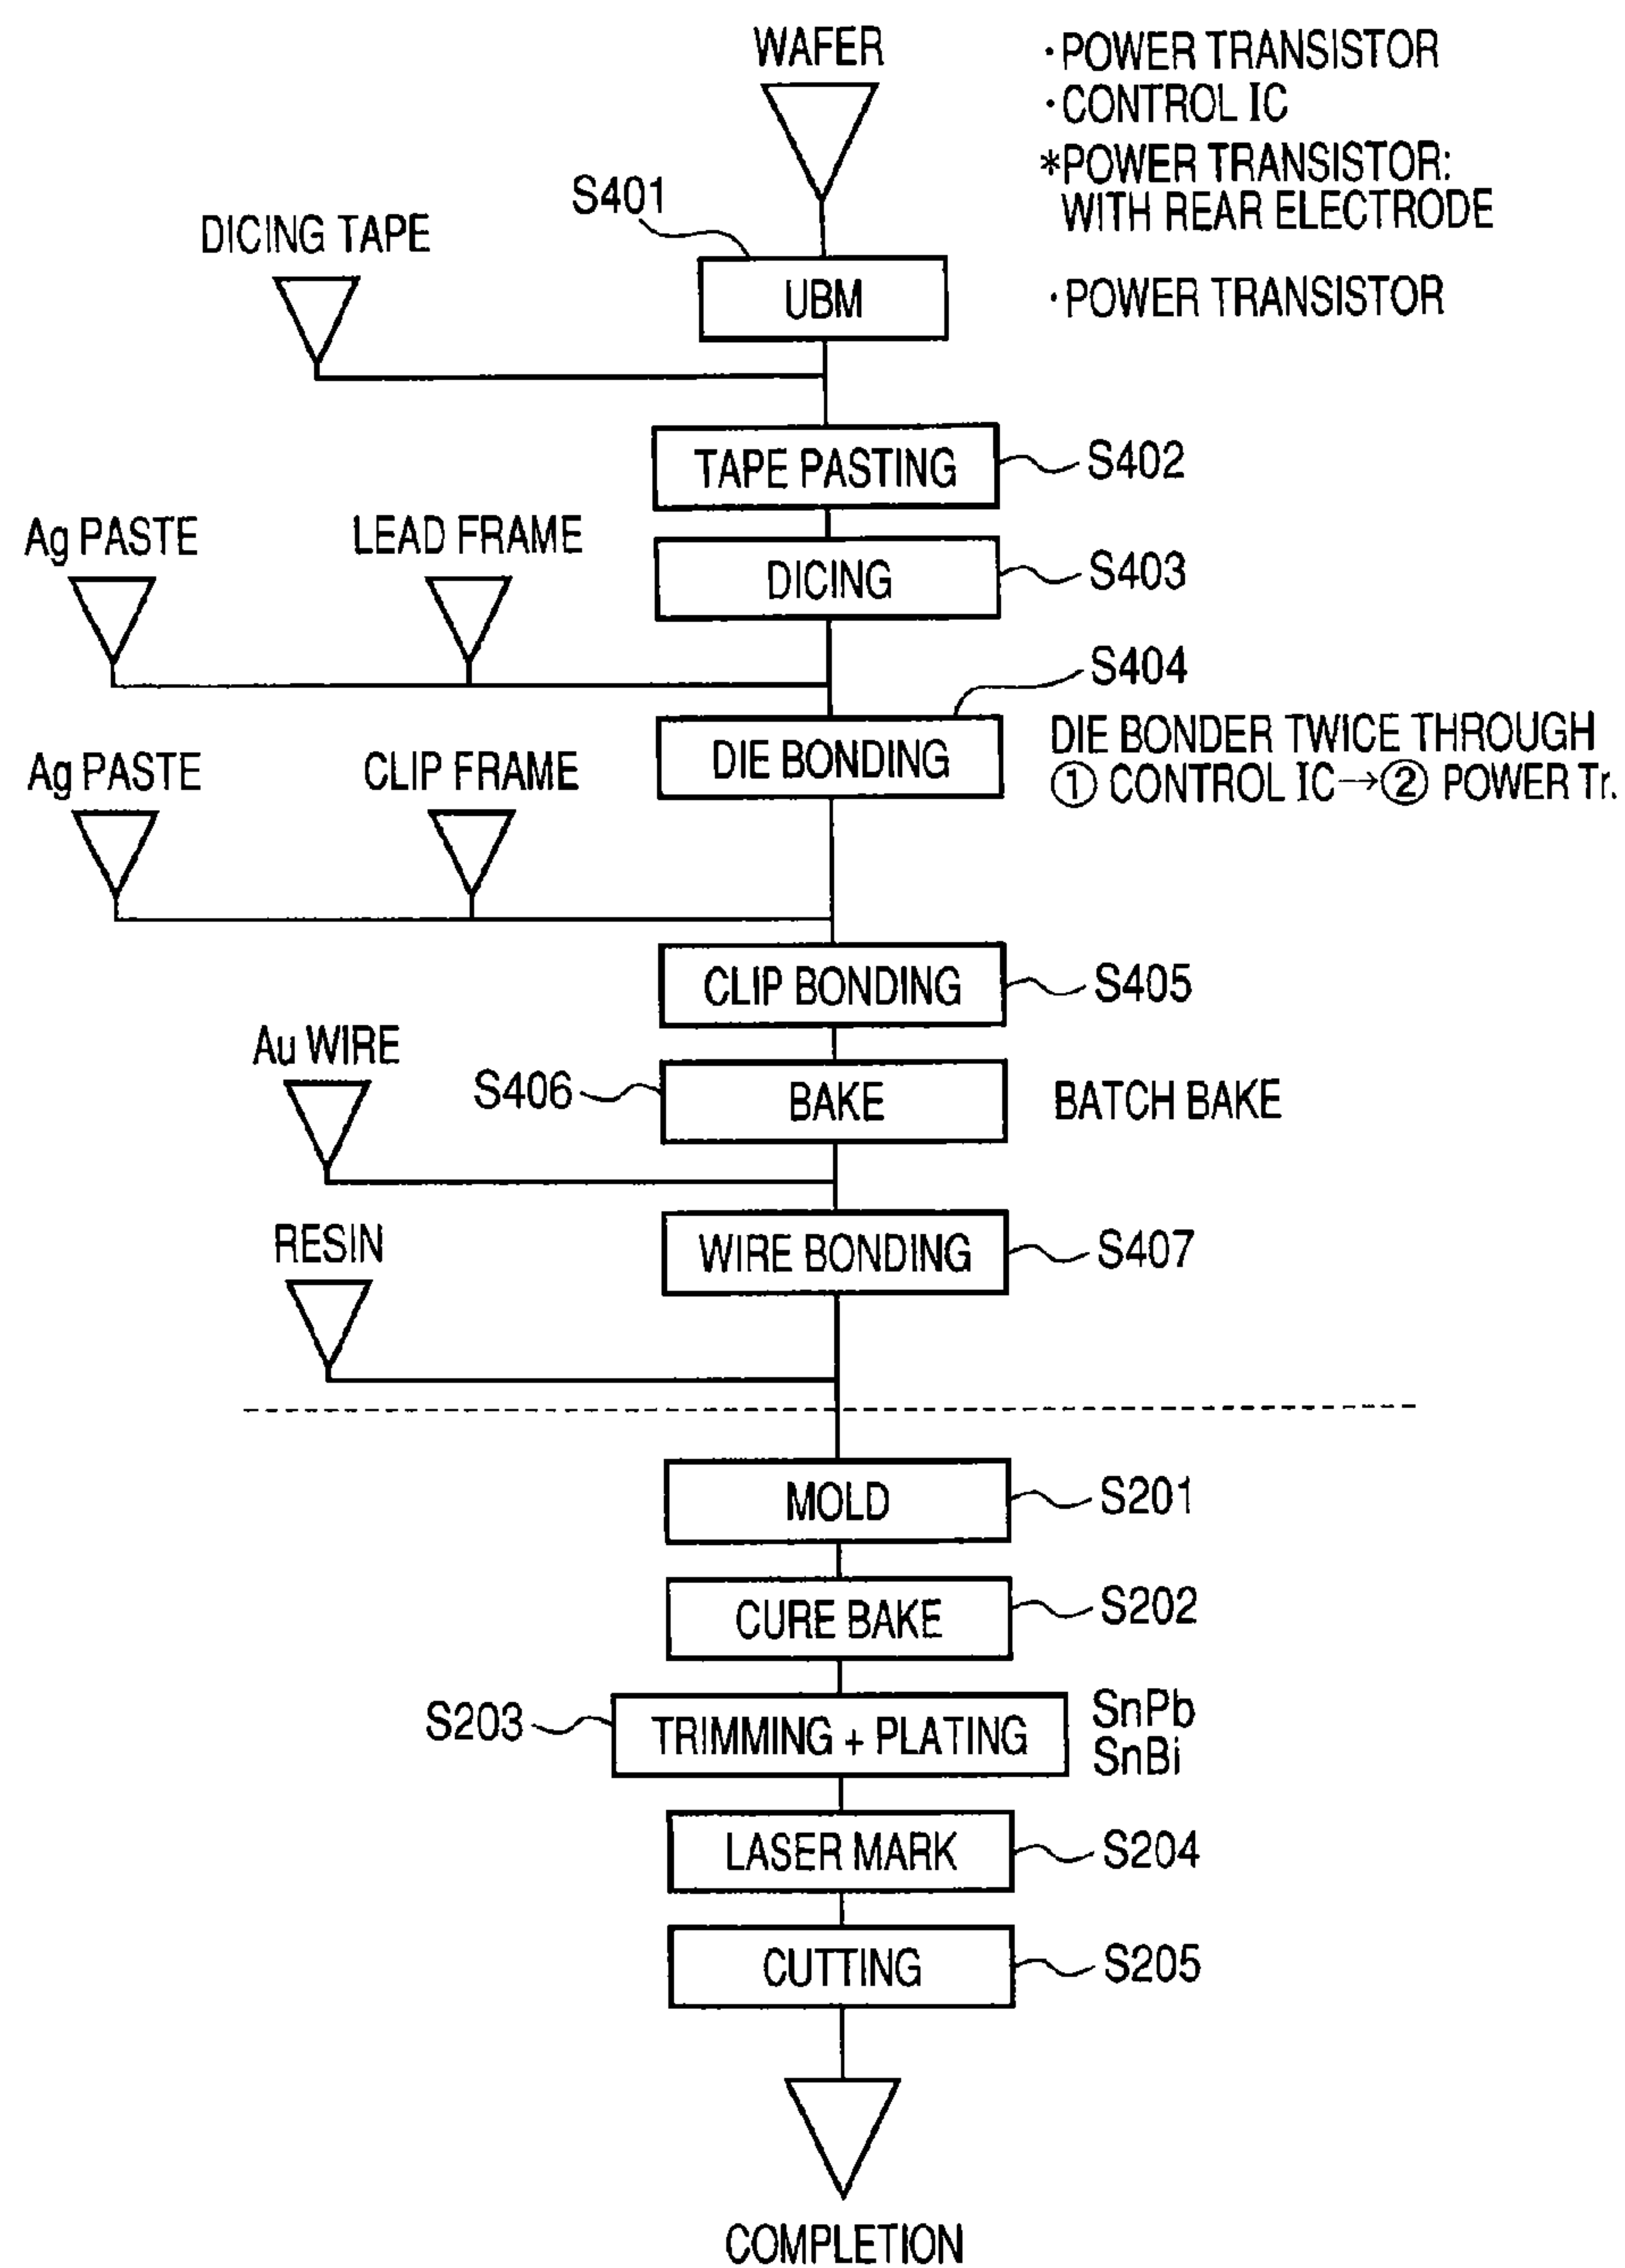 WAFER
·POWER TRANSISTOR
·CONTROL IC
*POWER TRANSISTOR:
WITH REAR ELECTRODE
S401
DICING TAPE
UBM
·POWER TRANSISTOR
TAPE PASTING
S402
Ag PASTE
LEAD FRAME
DICING
S403
S404
DIE BONDING
DIE BONDER TWICE THROUGH
① CONTROL IC→② POWER Tr.
Ag PASTE
CLIP FRAME
CLIP BONDING
S405
Au WIRE
S406
BAKE
BATCH BAKE
RESIN
WIRE BONDING
S407
MOLD
S201
CURE BAKE
S202
S203
TRIMMING + PLATING
SnPb
SnBi
LASER MARK
S204
CUTTING
S205
COMPLETION